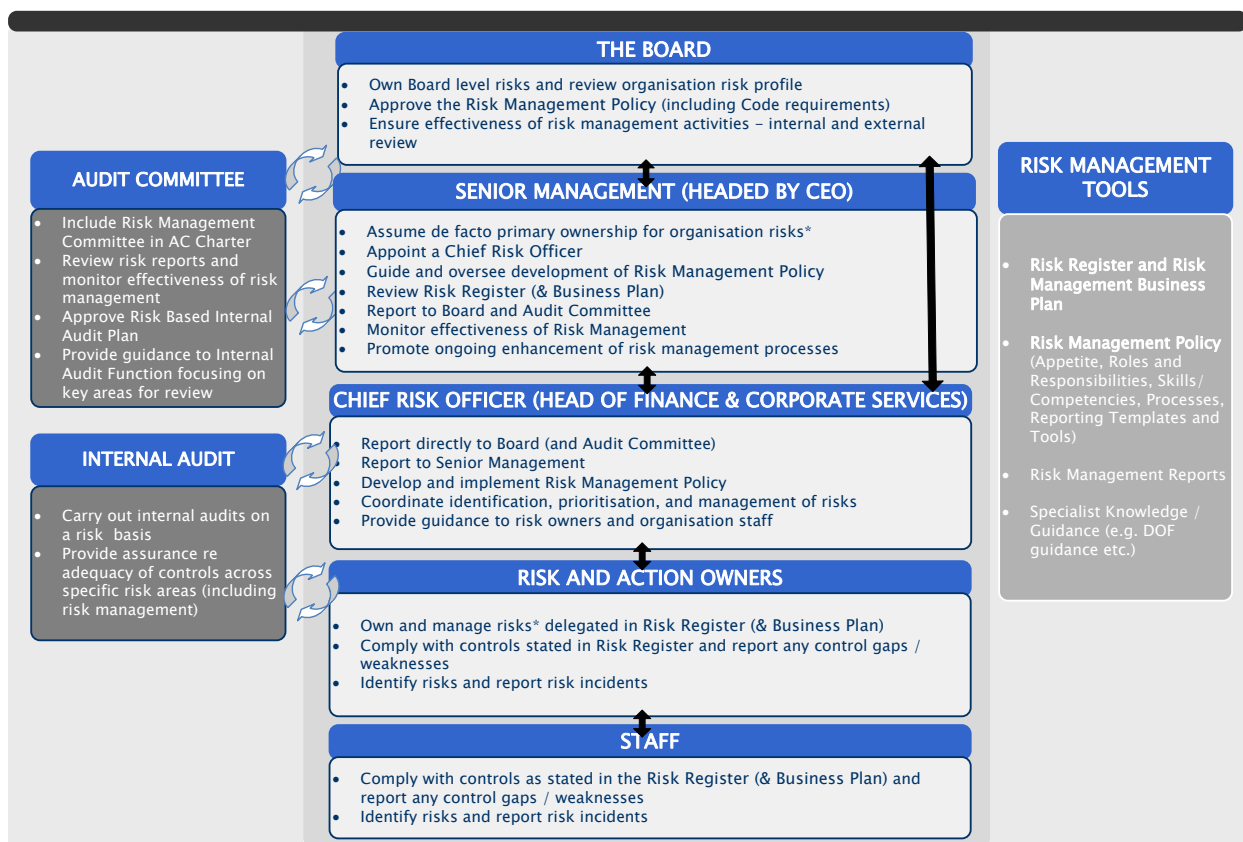 THE BOARD
• Own Board level risks and review organisation risk profile
• Approve the Risk Management Policy (including Code requirements)
• Ensure effectiveness of risk management activities – internal and external
review
AUDIT COMMITTEE
• Include Risk Management
Committee in AC Charter
• Review risk reports and
monitor effectiveness of risk
management
• Approve Risk Based Internal
Audit Plan
• Provide guidance to Internal
Audit Function focusing on
key areas for review
SENIOR MANAGEMENT (HEADED BY CEO)
• Assume de facto primary ownership for organisation risks*
• Appoint a Chief Risk Officer
• Guide and oversee development of Risk Management Policy
• Review Risk Register (& Business Plan)
• Report to Board and Audit Committee
• Monitor effectiveness of Risk Management
• Promote ongoing enhancement of risk management processes
CHIEF RISK OFFICER (HEAD OF FINANCE & CORPORATE SERVICES)
• Report directly to Board (and Audit Committee)
• Report to Senior Management
• Develop and implement Risk Management Policy
• Coordinate identification, prioritisation, and management of risks
• Provide guidance to risk owners and organisation staff
INTERNAL AUDIT
• Carry out internal audits on
a risk basis
• Provide assurance re
adequacy of controls across
specific risk areas (including
risk management)
RISK AND ACTION OWNERS
• Own and manage risks* delegated in Risk Register (& Business Plan)
• Comply with controls stated in Risk Register and report any control gaps /
weaknesses
• Identify risks and report risk incidents
STAFF
• Comply with controls as stated in the Risk Register (& Business Plan) and
report any control gaps / weaknesses
• Identify risks and report risk incidents
RISK MANAGEMENT
TOOLS
• Risk Register and Risk
Management Business
Plan
• Risk Management Policy
(Appetite, Roles and
Responsibilities, Skills/
Competencies, Processes,
Reporting Templates and
Tools)
• Risk Management Reports
• Specialist Knowledge /
Guidance (e.g. DOF
guidance etc.)